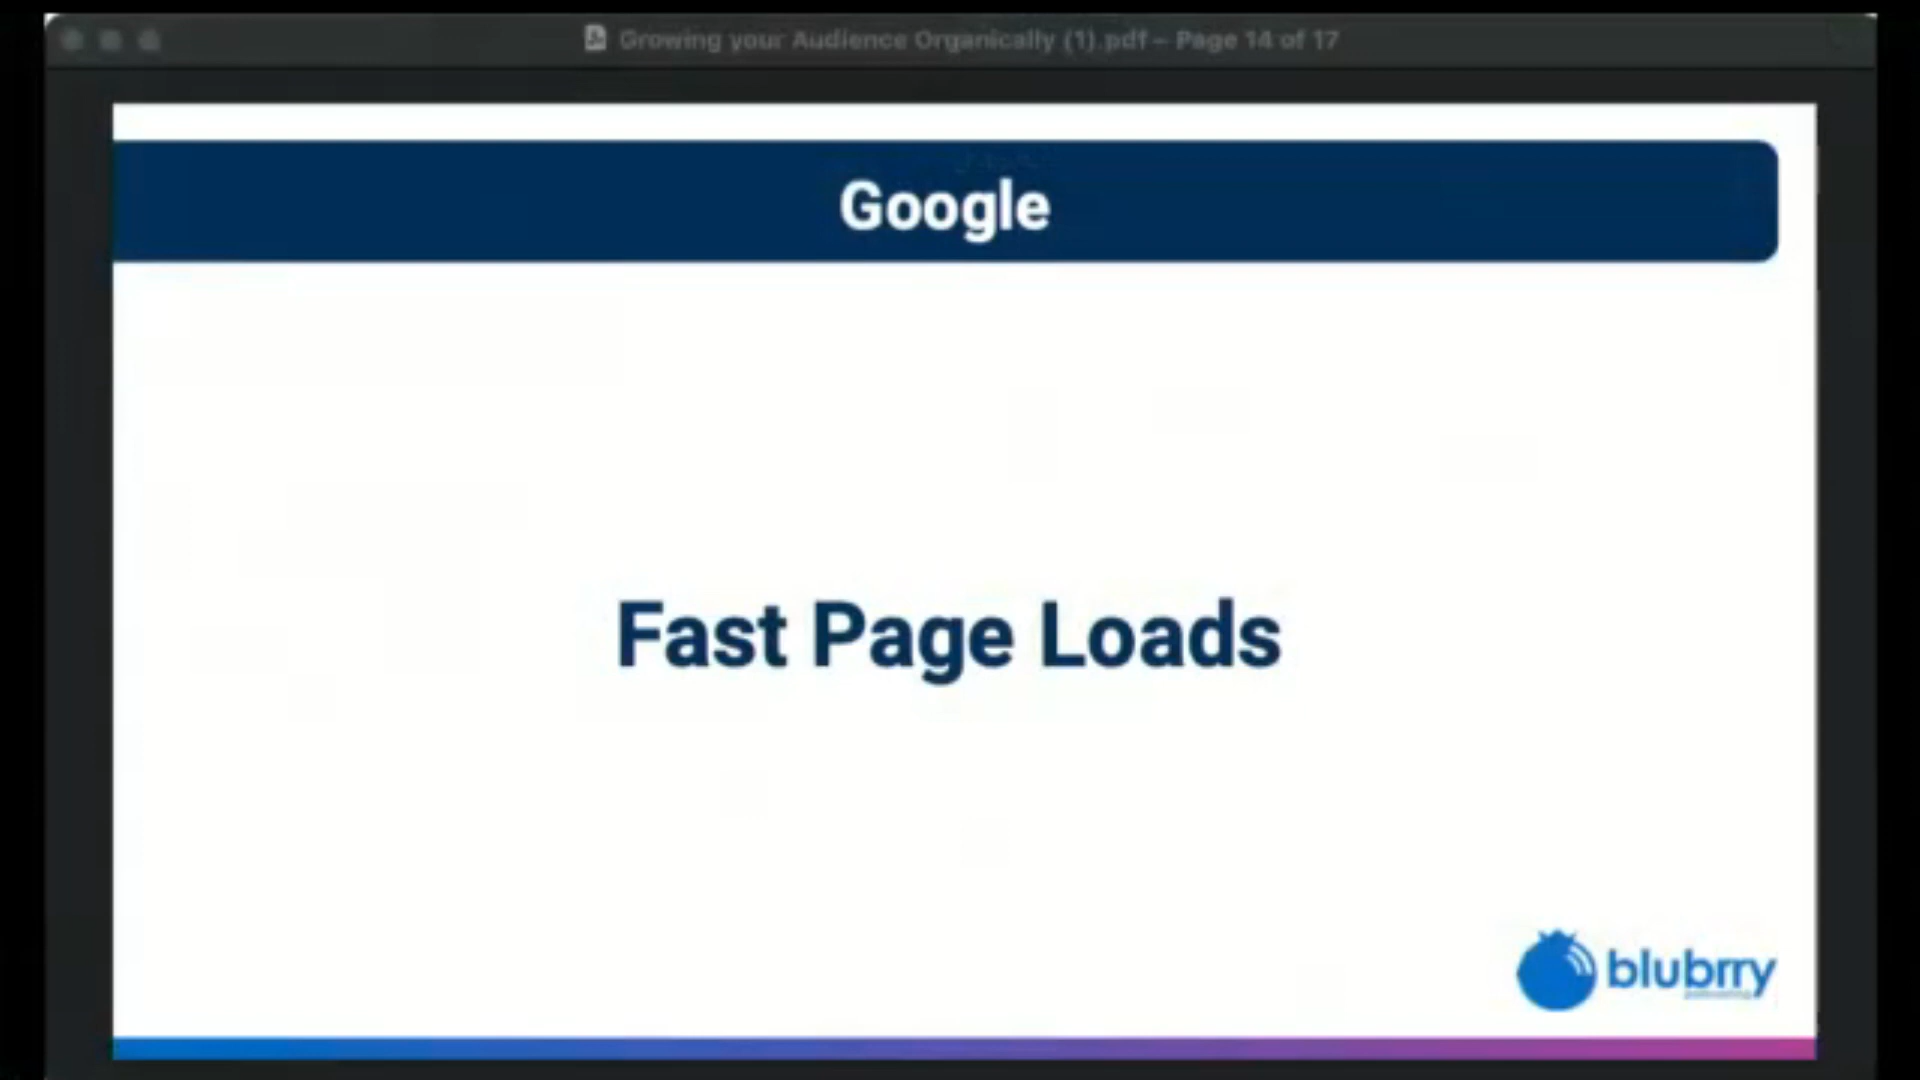 Growing your Audience Organically (1).pdf – Page 14 of 17
Google
Fast Page Loads
blubrry